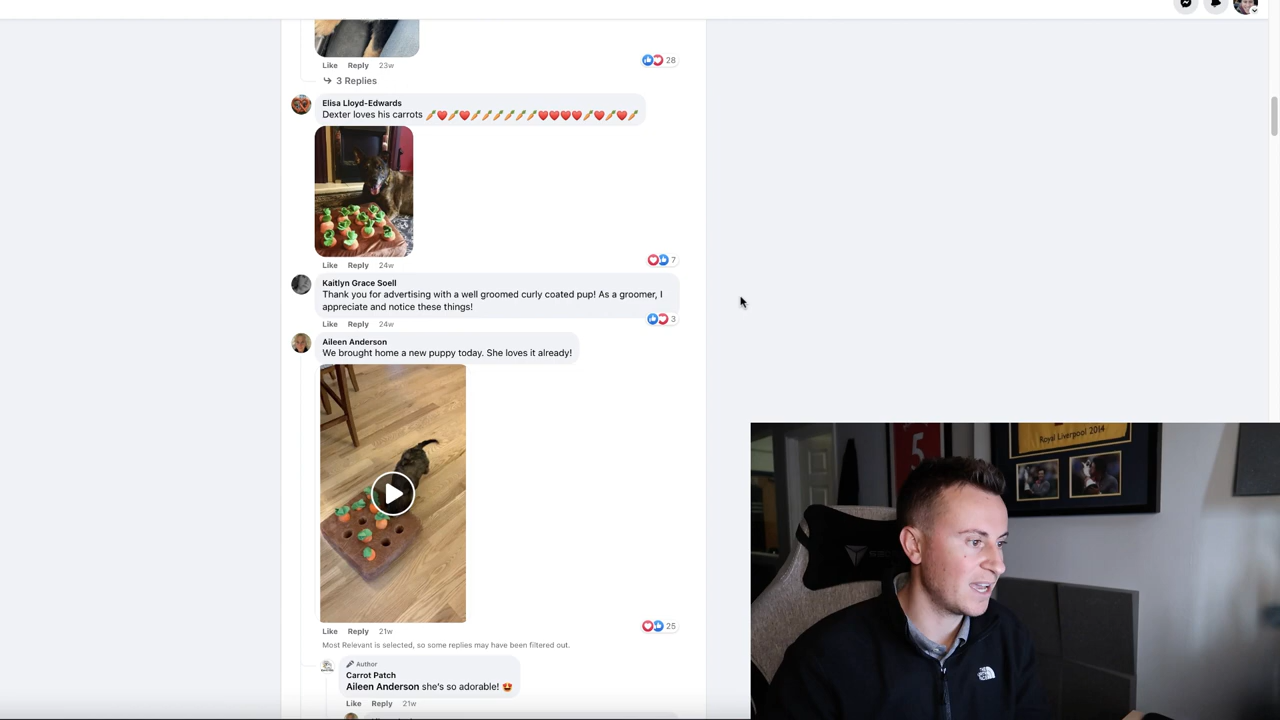 28
Like Reply 23w
3 Replies
Elisa Lloyd-Edwards
Dexter loves his carrots 🥕❤️🥕❤️🥕🥕🥕🥕🥕🥕❤️❤️❤️❤️🥕❤️🥕❤️🥕
Like Reply 24w
7
Kaitlyn Grace Soell
Thank you for advertising with a well groomed curly coated pup! As a groomer, I
appreciate and notice these things!
Like Reply 24w
3
Aileen Anderson
We brought home a new puppy today. She loves it already!
Like Reply 21w
25
Most Relevant is selected, so some replies may have been filtered out.
Author
Carrot Patch
Aileen Anderson she's so adorable! 😍
Like Reply 21w
Royal Liverpool 2014
5